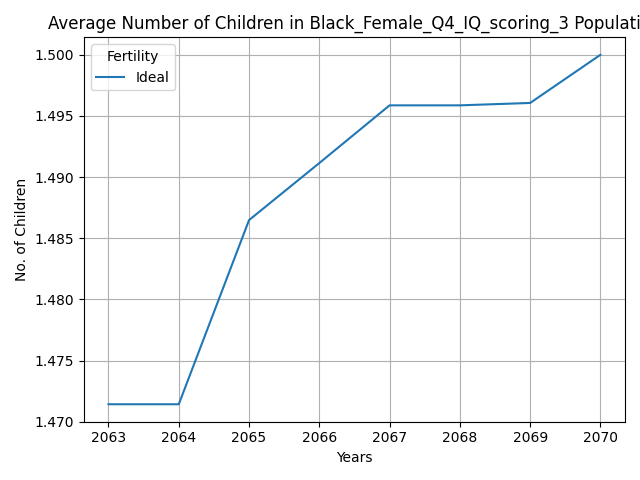 Average Number of Children in Black_Female_Q4_IQ_scoring_3 Populati
Fertility
Ideal
1.500
1.495
1.490
1.485
1.480
1.475
1.470
No. of Children
2063 2064 2065 2066 2067 2068 2069 2070
Years